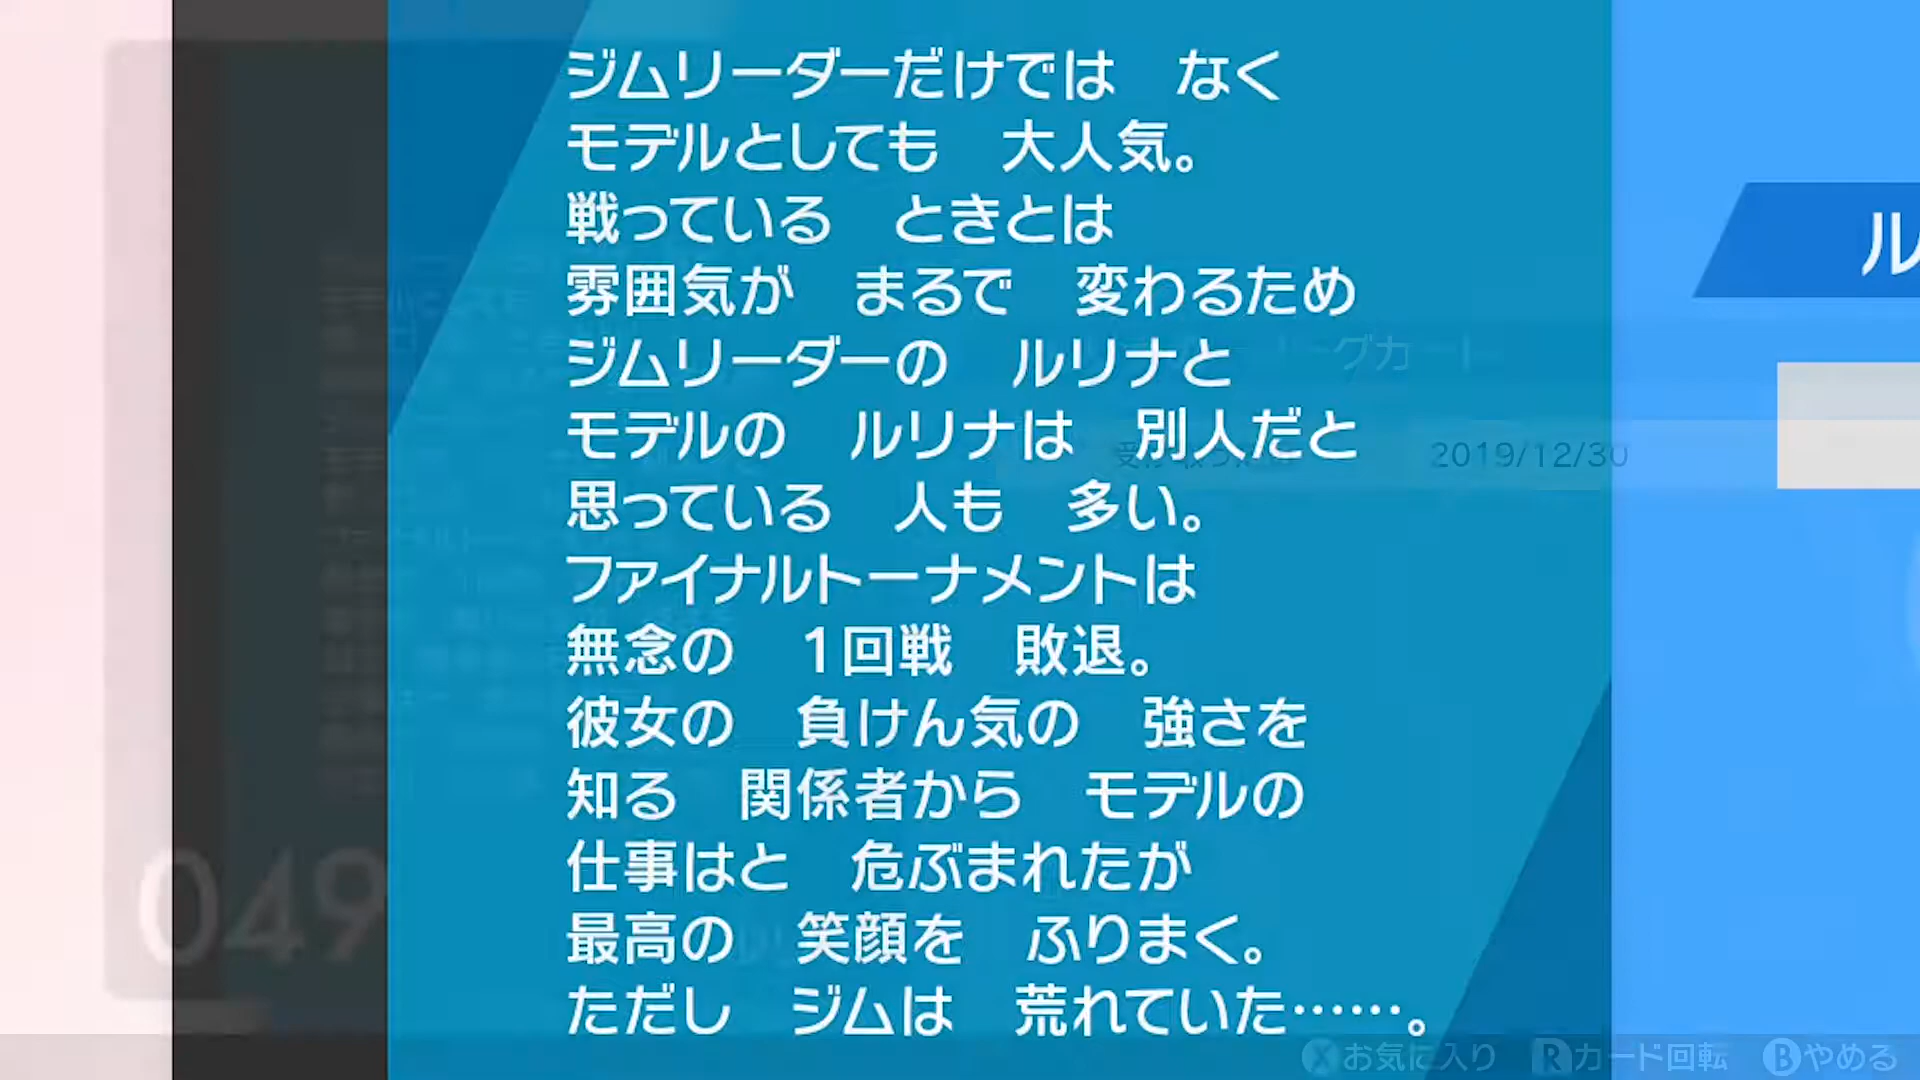 ジムリーダーだけでは　なく
モデルとしても　大人気。
戦っている　ときとは
雰囲気が　まるで　変わるため
ジムリーダーの　ルリナと
モデルの　ルリナは　別人だと
思っている　人も　多い。
ファイナルトーナメントは
無念の　1回戦　敗退。
彼女の　負けん気の　強さを
知る　関係者から　モデルの
仕事はと　危ぶまれたが
最高の　笑顔を　ふりまく。
ただし　ジムは　荒れていた……。
ル
2019/12/30
049
Xお気に入り　Rカード回転　Bやめる